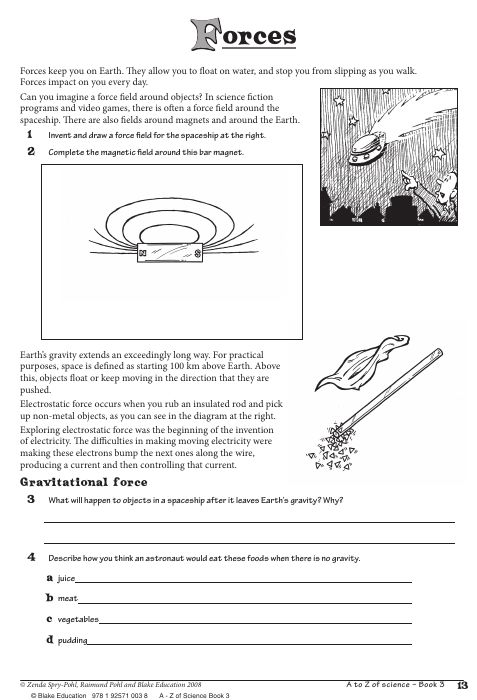 Forces
Forces keep you on Earth. They allow you to float on water, and stop you from slipping as you walk.
Forces impact on you every day.
Can you imagine a force field around objects? In science fiction
programs and video games, there is often a force field around the
spaceship. There are also fields around magnets and around the Earth.
1 Invent and draw a force field for the spaceship at the right.
2 Complete the magnetic field around this bar magnet.
N S
Earth's gravity extends an exceedingly long way. For practical
purposes, space is defined as starting 100 km above Earth. Above
this, objects float or keep moving in the direction that they are
pushed.
Electrostatic force occurs when you rub an insulated rod and pick
up non-metal objects, as you can see in the diagram at the right.
Exploring electrostatic force was the beginning of the invention
of electricity. The difficulties in making moving electricity were
making these electrons bump the next ones along the wire,
producing a current and then controlling that current.
Gravitational force
3 What will happen to objects in a spaceship after it leaves Earth's gravity? Why?
4 Describe how you think an astronaut would eat these foods when there is no gravity.
a juice
b meat
c vegetables
d pudding
© Zenda Spry-Pohl, Raimund Pohl and Blake Education 2008 A to Z of science – Book 3 13
© Blake Education 978 1 92571 003 8 A - Z of Science Book 3